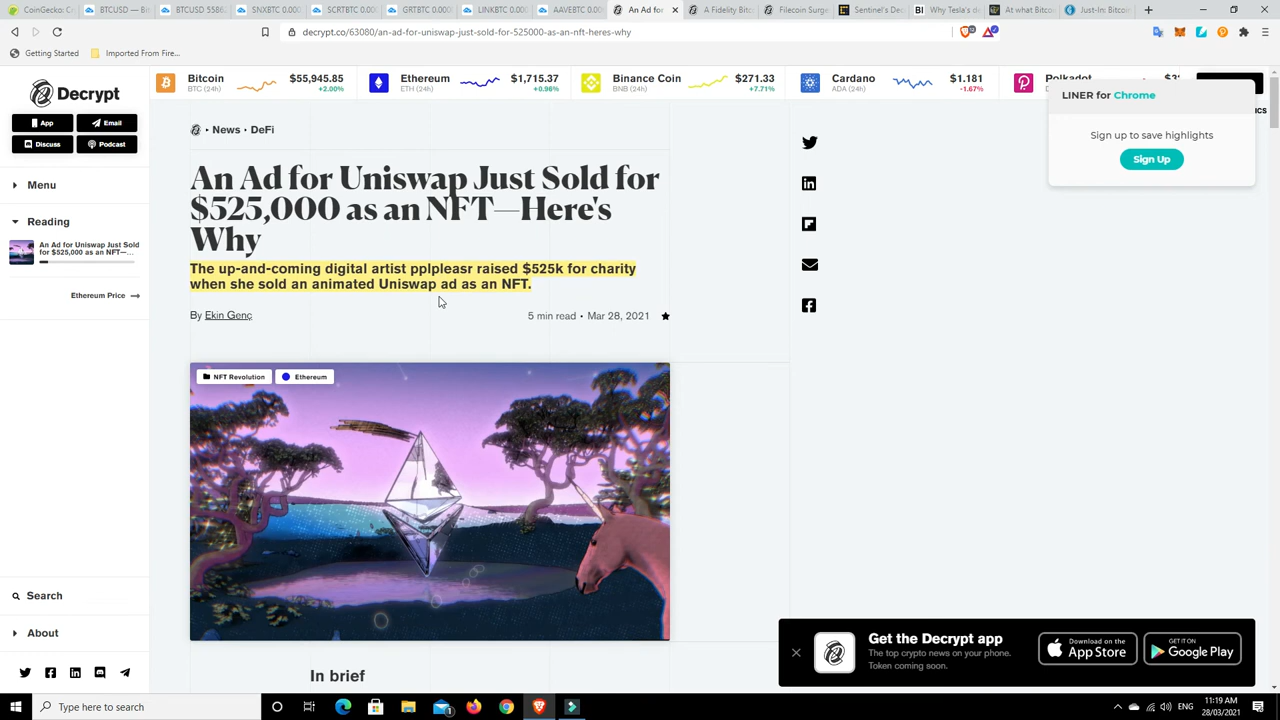 CoinGecko: C
BTCUSD — Bit
BTCUSD 5586
SNXBTC 0.000
SCRTBTC 0.00
GRTBTC 0.000
LINKBTC 0.000
AAVEBTC 0.00
An Ad for
A Fidelity Bitc
Filecoin Surge
Sentinel's De
Why Tesla's de
At what Bitco
Just-In: Bitcoin
decrypt.co/63080/an-ad-for-uniswap-just-sold-for-525000-as-an-nft-heres-why
Getting Started
Imported From Fire...
Decrypt
App
Email
Discuss
Podcast
Menu
Reading
An Ad for Uniswap Just Sold
for $525,000 as an NFT—...
Ethereum Price →
Search
About
Bitcoin $55,945.85
BTC (24h) +2.00%
Ethereum $1,715.37
ETH (24h) +0.98%
Binance Coin $271.33
BNB (24h) +7.71%
Cardano $1.181
ADA (24h) -1.67%
Polkadot
LINER for Chrome
Sign up to save highlights
Sign Up
News • DeFi
An Ad for Uniswap Just Sold for
$525,000 as an NFT—Here's
Why
The up-and-coming digital artist pplpleasr raised $525k for charity
when she sold an animated Uniswap ad as an NFT.
By Ekin Genç
5 min read • Mar 28, 2021
NFT Revolution
Ethereum
In brief
Get the Decrypt app
The top crypto news on your phone.
Token coming soon.
Download on the
App Store
GET IT ON
Google Play
Type here to search
ENG
11:19 AM
28/03/2021